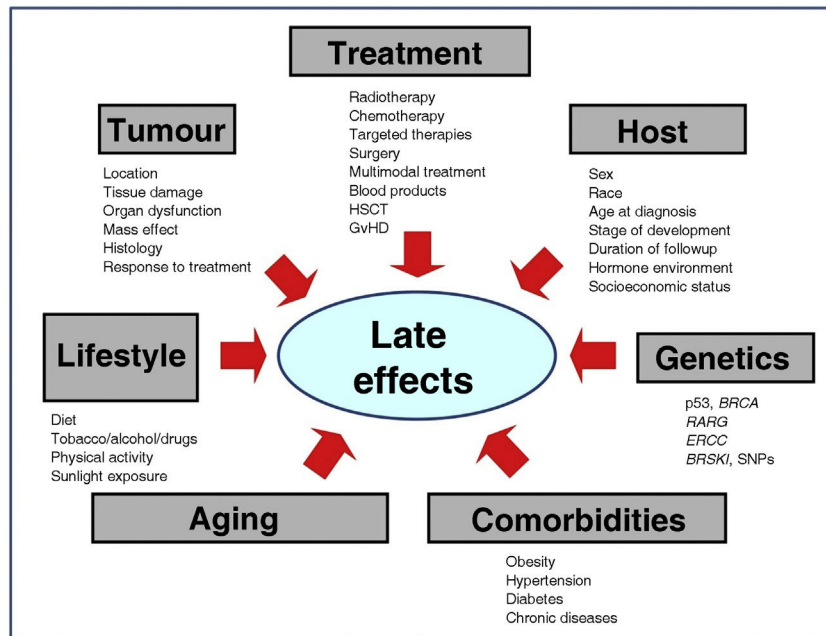 Treatment
Radiotherapy
Chemotherapy
Targeted therapies
Surgery
Multimodal treatment
Blood products
HSCT
GvHD
Tumour
Location
Tissue damage
Organ dysfunction
Mass effect
Histology
Response to treatment
Host
Sex
Race
Age at diagnosis
Stage of development
Duration of followup
Hormone environment
Socioeconomic status
Late
effects
Lifestyle
Diet
Tobacco/alcohol/drugs
Physical activity
Sunlight exposure
Genetics
p53, BRCA
RARG
ERCC
BRSKI, SNPs
Aging
Comorbidities
Obesity
Hypertension
Diabetes
Chronic diseases